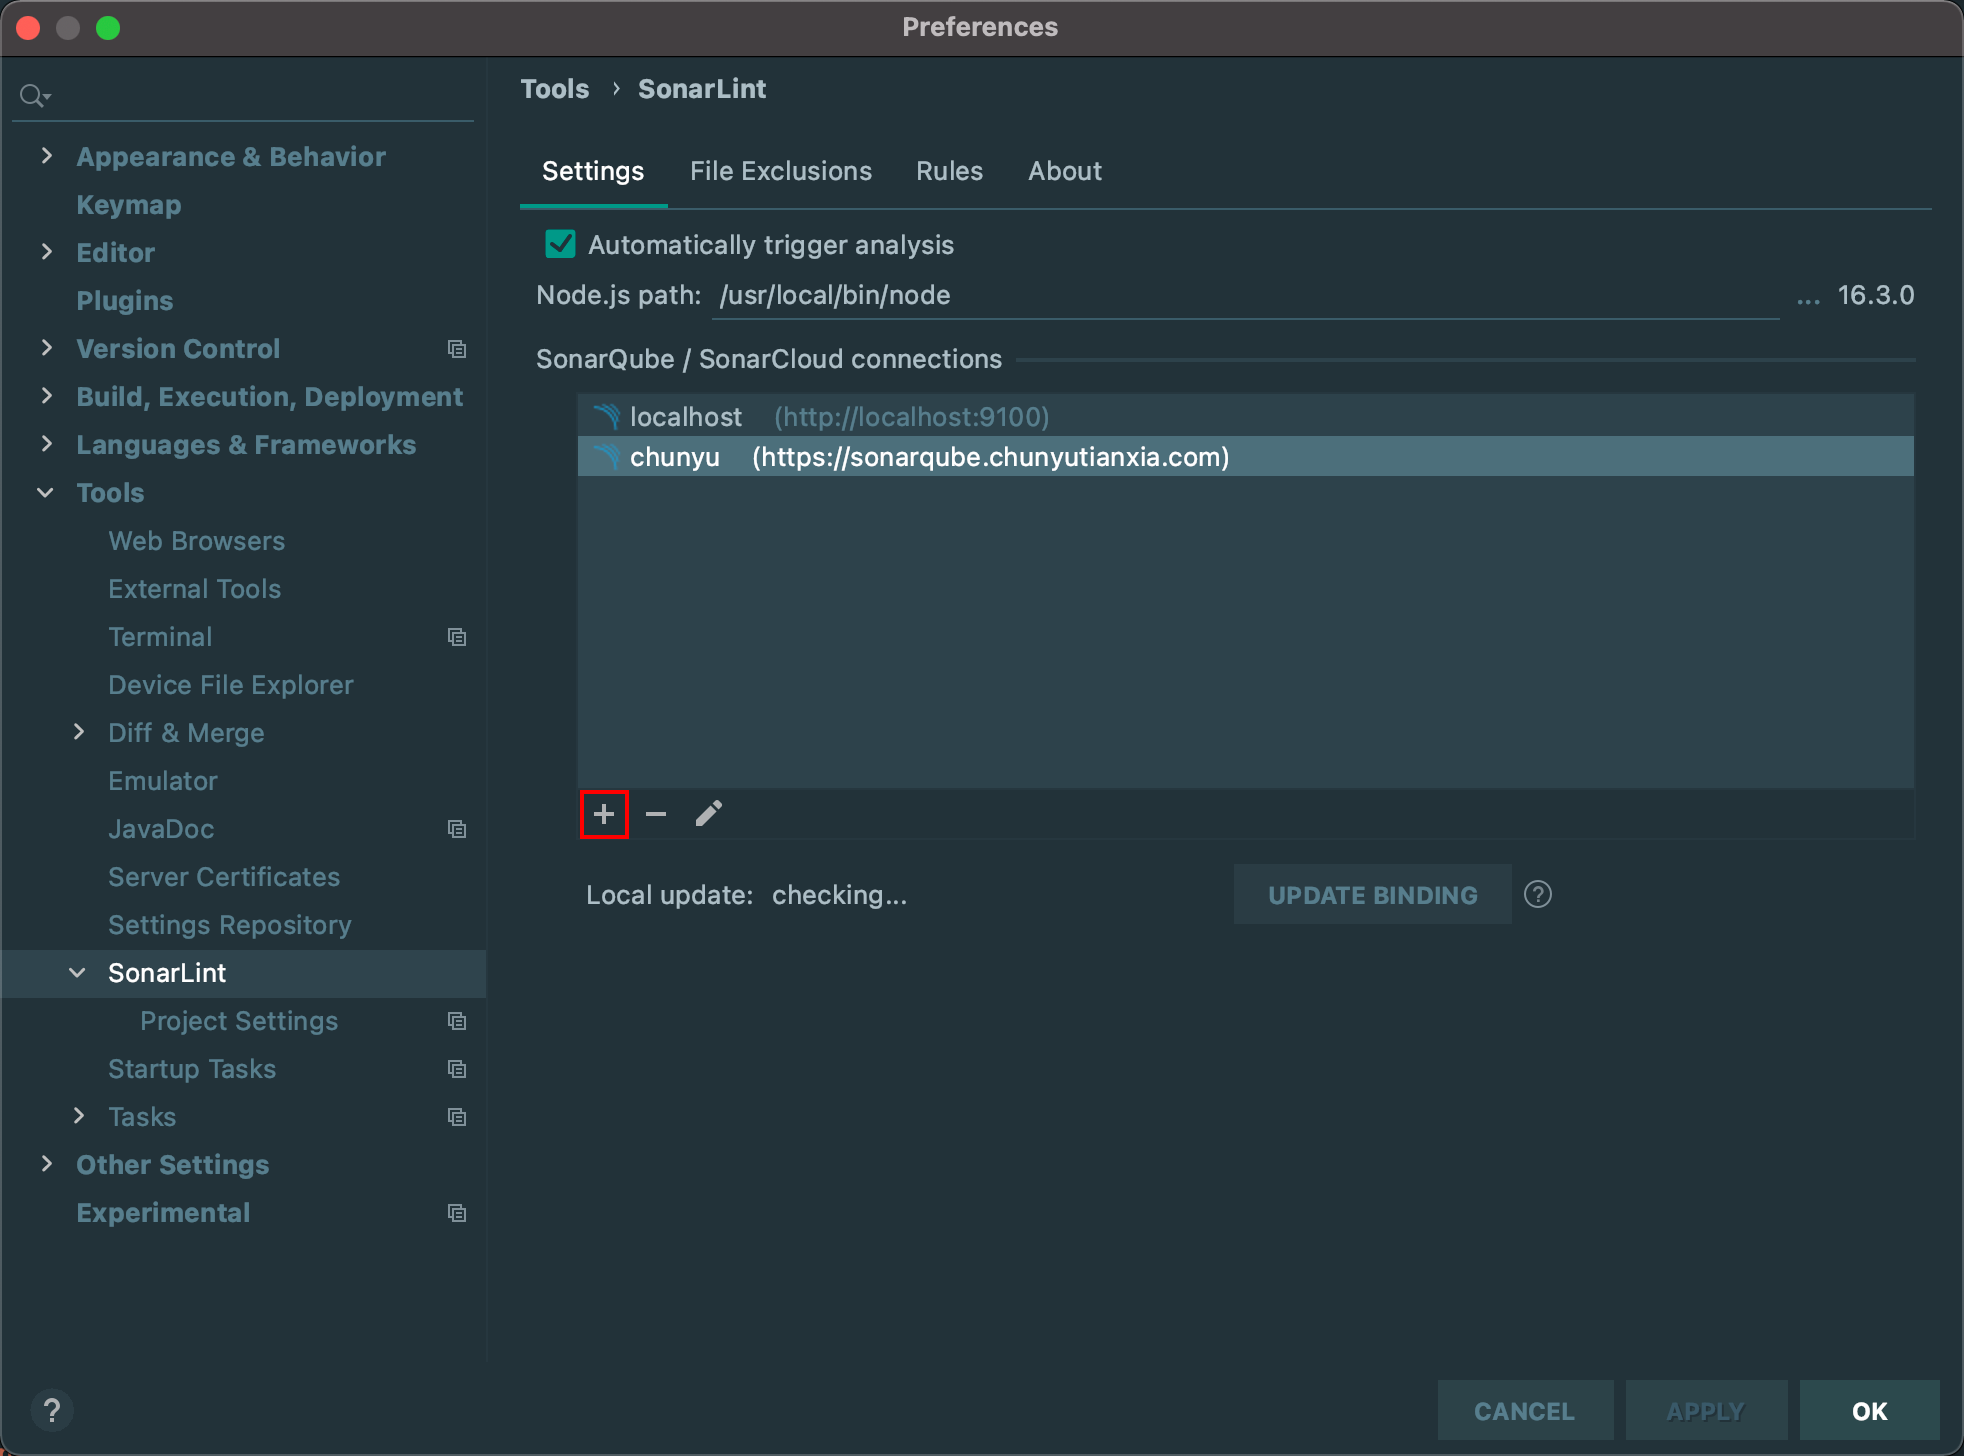 Preferences
Appearance & Behavior
Keymap
Editor
Plugins
Version Control
Build, Execution, Deployment
Languages & Frameworks
Tools
Web Browsers
External Tools
Terminal
Device File Explorer
Diff & Merge
Emulator
JavaDoc
Server Certificates
Settings Repository
SonarLint
Project Settings
Startup Tasks
Tasks
Other Settings
Experimental
Tools › SonarLint
Settings File Exclusions Rules About
Automatically trigger analysis
Node.js path: /usr/local/bin/node ... 16.3.0
SonarQube / SonarCloud connections
localhost (http://localhost:9100)
chunyu (https://sonarqube.chunyutianxia.com)
Local update: checking... UPDATE BINDING ?
? CANCEL APPLY OK